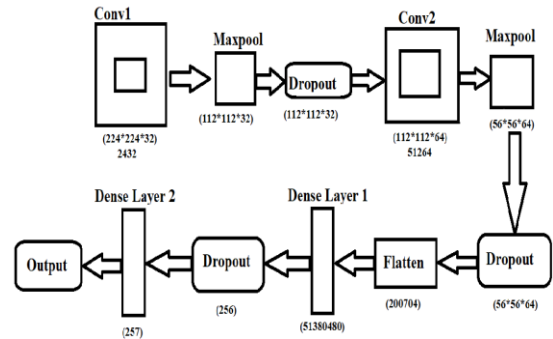 Conv1
Maxpool
Dropout
Conv2
Maxpool
(224*224*32)
2432
(112*112*32)
(112*112*32)
(112*112*64)
51264
(56*56*64)
Output
Dense Layer 2
Dropout
Dense Layer 1
Flatten
Dropout
(257)
(256)
(51380480)
(200704)
(56*56*64)